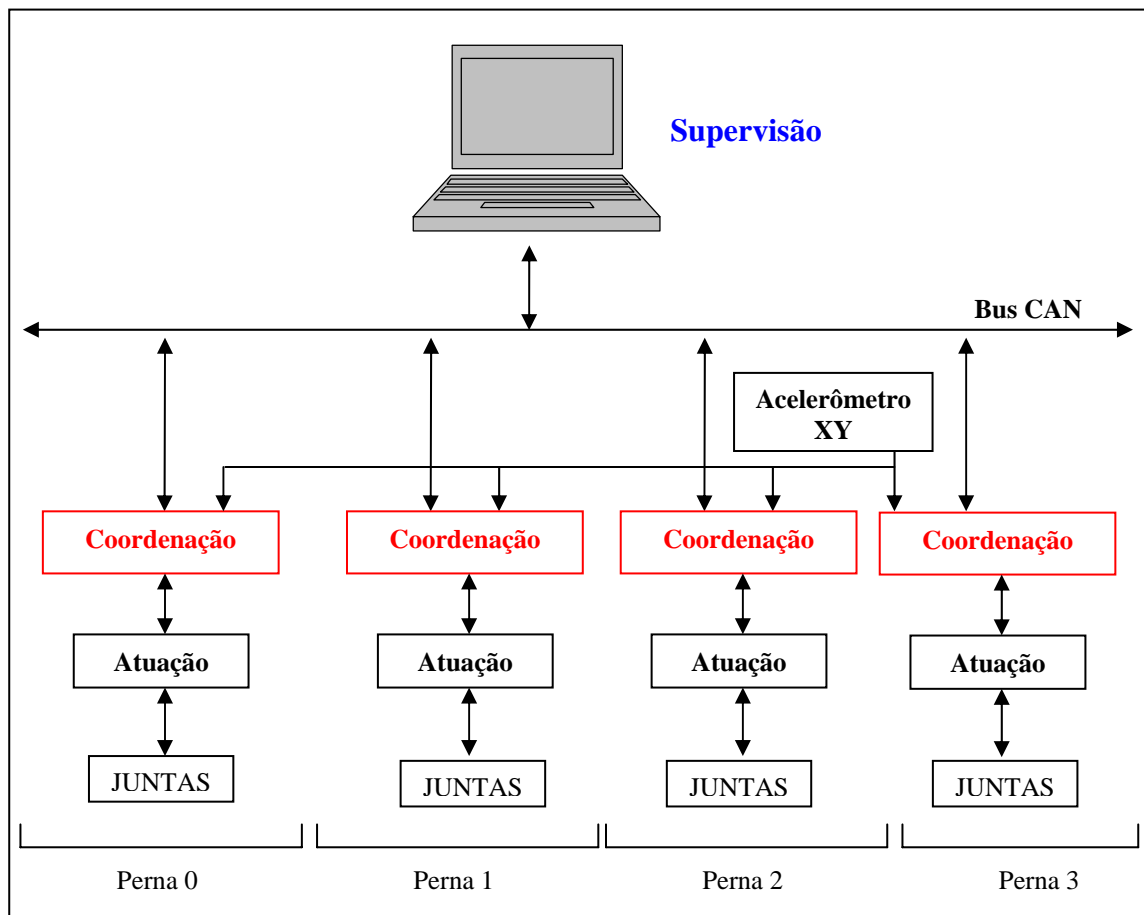 Supervisão
Bus CAN
Acelerômetro
XY
Coordenação
Coordenação
Coordenação
Coordenação
Atuação
Atuação
Atuação
Atuação
JUNTAS
JUNTAS
JUNTAS
JUNTAS
Perna 0
Perna 1
Perna 2
Perna 3